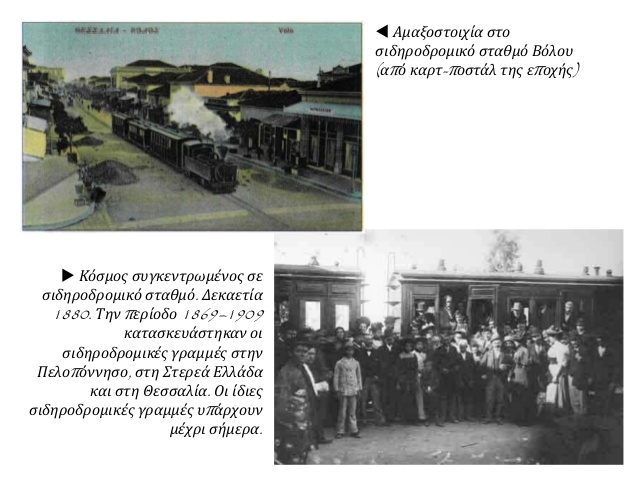 ΘΕΣΣΑΛΙΑ - ΒΟΛΟΣ Volo
◀ Αμαξοστοιχία στο
σιδηροδρομικό σταθμό Βόλου
(από καρτ-ποστάλ της εποχής)
▶ Κόσμος συγκεντρωμένος σε
σιδηροδρομικό σταθμό. Δεκαετία
1880. Την περίοδο 1869-1909
κατασκευάστηκαν οι
σιδηροδρομικές γραμμές στην
Πελοπόννησο, στη Στερεά Ελλάδα
και στη Θεσσαλία. Οι ίδιες
σιδηροδρομικές γραμμές υπάρχουν
μέχρι σήμερα.